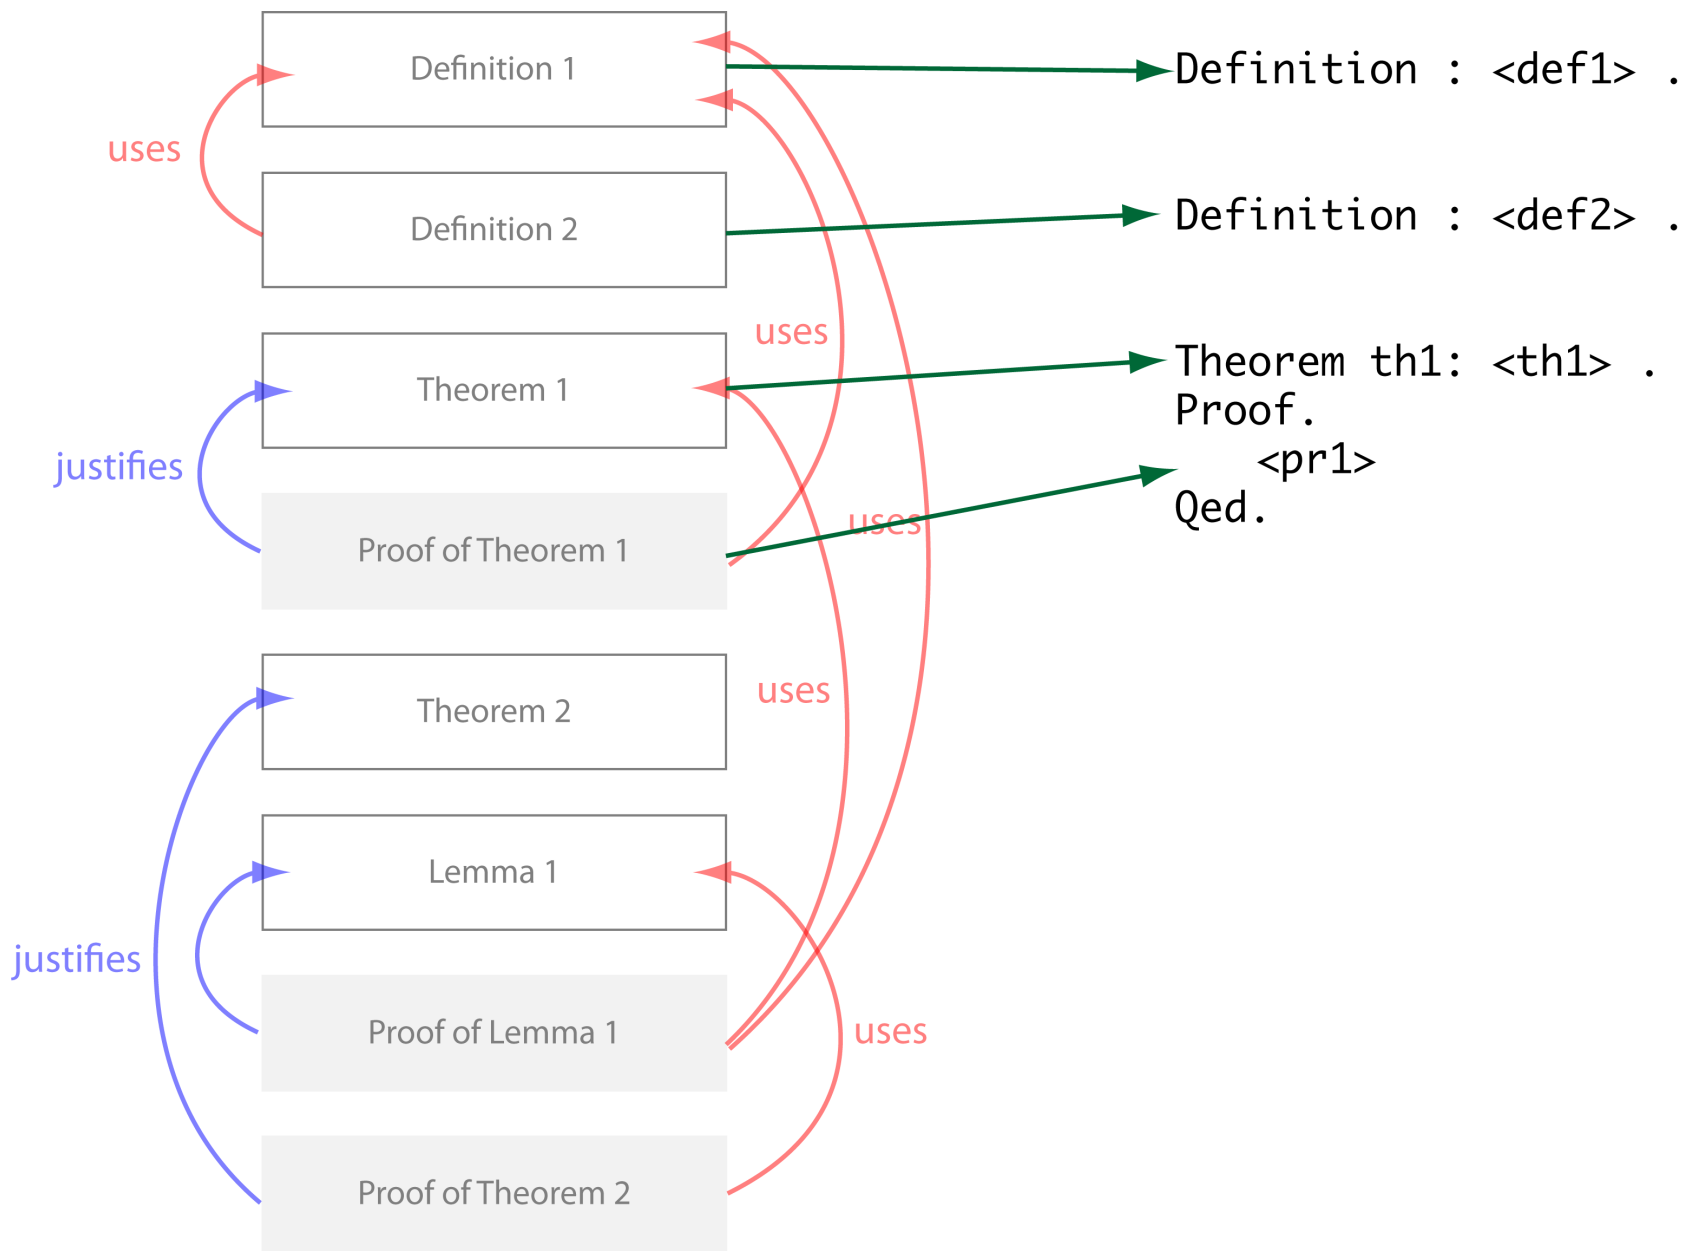 Definition 1
Definition : <def1> .
uses
Definition 2
Definition : <def2> .
uses
Theorem 1
Theorem th1: <th1> .
Proof.
<pr1>
Qed.
justifies
uses
Proof of Theorem 1
uses
Theorem 2
Lemma 1
justifies
Proof of Lemma 1
uses
Proof of Theorem 2